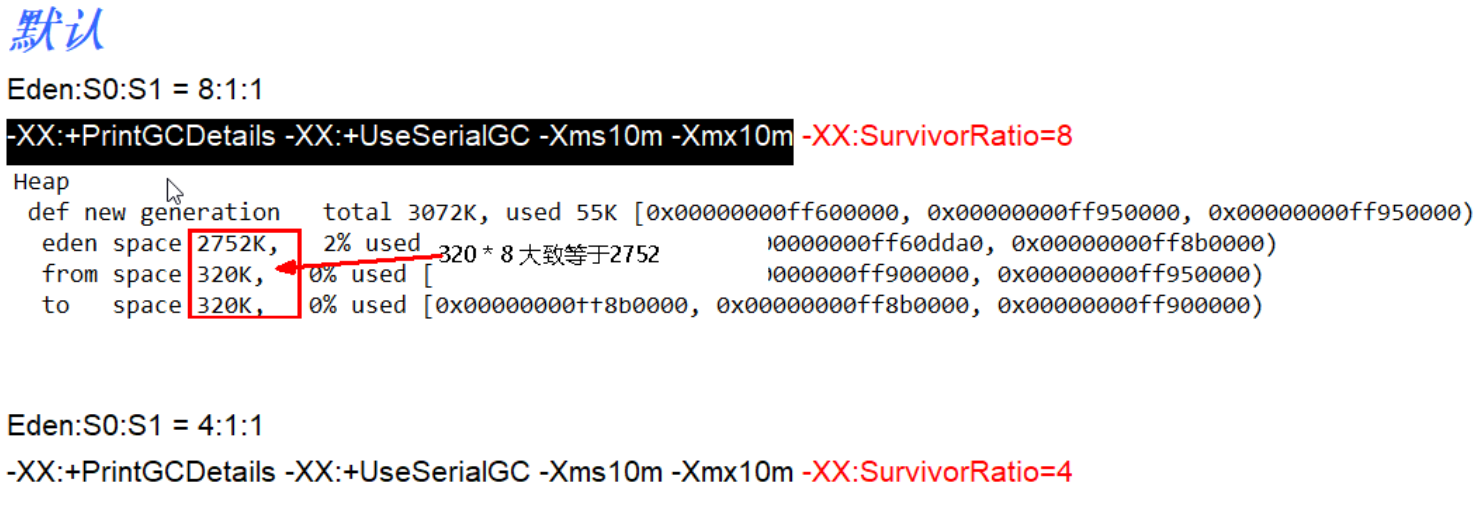 默认
Eden:S0:S1 = 8:1:1
-XX:+PrintGCDetails -XX:+UseSerialGC -Xms10m -Xmx10m -XX:SurvivorRatio=8
Heap
def new generation total 3072K, used 55K [0x00000000ff600000, 0x00000000ff950000, 0x00000000ff950000)
eden space 2752K, 2% used 0000000ff60dda0, 0x00000000ff8b0000)
320 * 8 大致等于2752
from space 320K, 0% used [ 0000000ff900000, 0x00000000ff950000)
to space 320K, 0% used [0x00000000ff8b0000, 0x00000000ff8b0000, 0x00000000ff900000)
Eden:S0:S1 = 4:1:1
-XX:+PrintGCDetails -XX:+UseSerialGC -Xms10m -Xmx10m -XX:SurvivorRatio=4